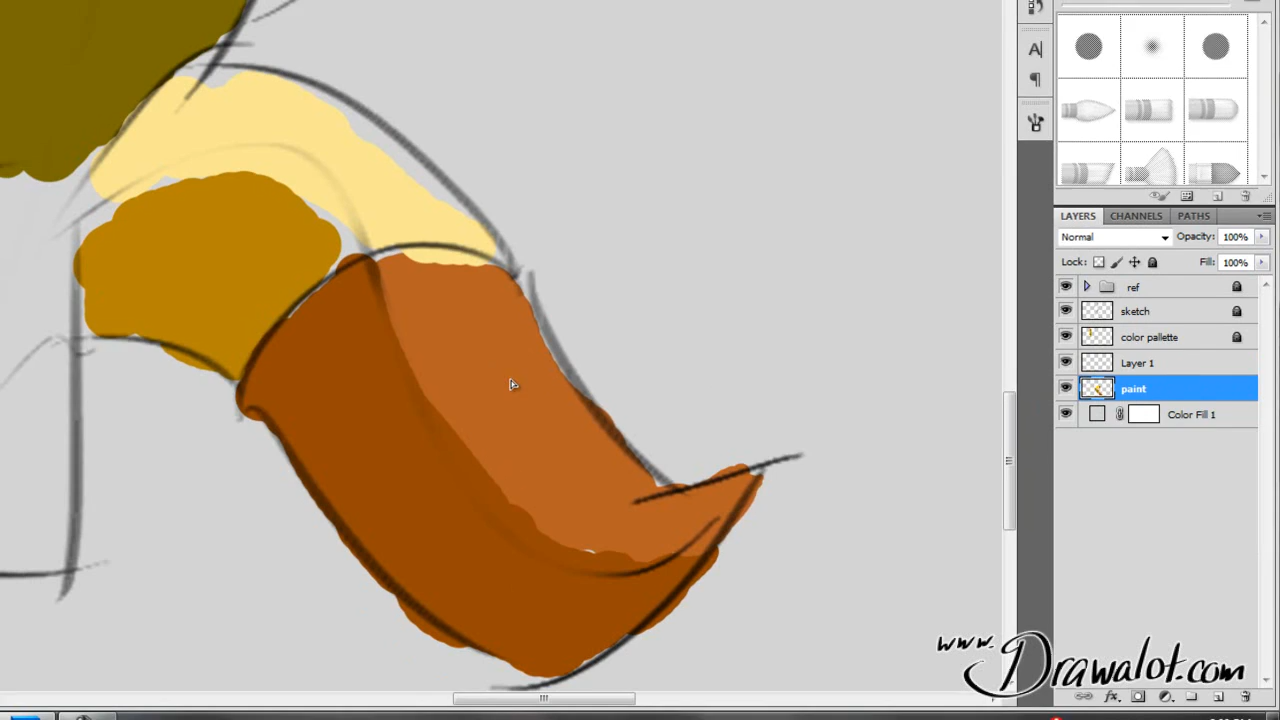 A|
¶
LAYERS CHANNELS PATHS
Normal Opacity: 100%
Lock: Fill: 100%
ref
sketch
color pallette
Layer 1
paint
Color Fill 1
fx
www.Drawalot.com